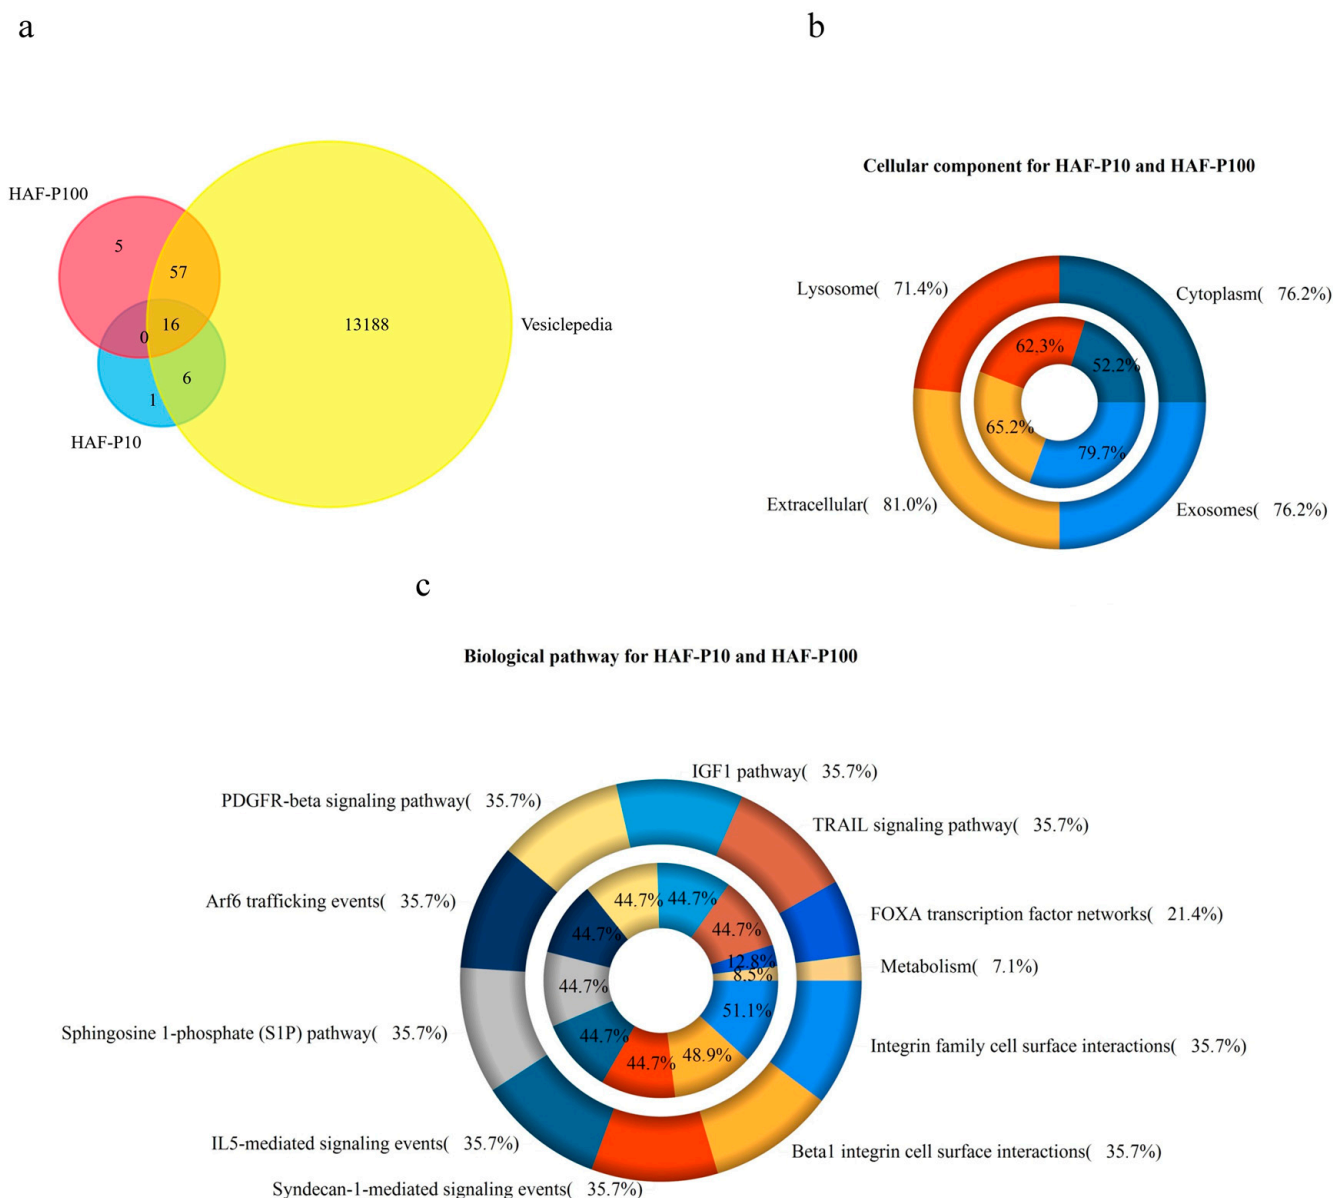 a
b
HAF-P100
5
57
16
0
13188
Vesiclepedia
6
1
HAF-P10
Cellular component for HAF-P10 and HAF-P100
Lysosome( 71.4%)
Cytoplasm( 76.2%)
62,3%
52.2%
65.2%
79.7%
Extracellular( 81.0%)
Exosomes( 76.2%)
c
Biological pathway for HAF-P10 and HAF-P100
IGF1 pathway( 35.7%)
PDGFR-beta signaling pathway( 35.7%)
TRAIL signaling pathway( 35.7%)
Arf6 trafficking events( 35.7%)
FOXA transcription factor networks( 21.4%)
Metabolism( 7.1%)
44.7%
44.7%
44.7%
44.7%
12.8%
8.5%
44.7%
51.1%
44.7%
48.9%
44.7%
Sphingosine 1-phosphate (S1P) pathway( 35.7%)
Integrin family cell surface interactions( 35.7%)
IL5-mediated signaling events( 35.7%)
Beta1 integrin cell surface interactions( 35.7%)
Syndecan-1-mediated signaling events( 35.7%)